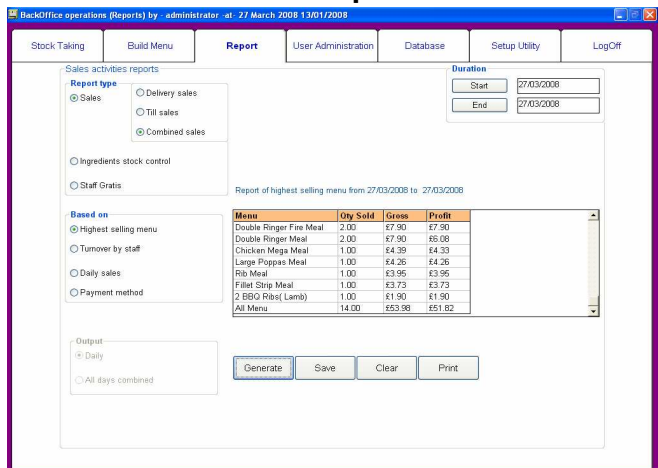 BackOffice operations (Reports) by - administrator -at- 27 March 2008 13/01/2008
Stock Taking Build Menu Report User Administration Database Setup Utility LogOff
Sales activities reports
Duration
Report type
Start 27/03/2008
Sales
Delivery sales
End 27/03/2008
Till sales
Combined sales
Ingredients stock control
Staff Gratis
Report of highest selling menu from 27/03/2008 to 27/03/2008
Based on
Highest selling menu
Turnover by staff
Daily sales
Payment method
Menu Qty Sold Gross Profit
Double Ringer Fire Meal 2.00 £7.90 £7.90
Double Ringer Meal 2.00 £7.90 £6.08
Chicken Mega Meal 1.00 £4.39 £4.33
Large Poppas Meal 1.00 £4.26 £4.26
Rib Meal 1.00 £3.95 £3.95
Fillet Strip Meal 1.00 £3.73 £3.73
2 BBQ Ribs( Lamb) 1.00 £1.90 £1.90
All Menu 14.00 £53.98 £51.82
Output
Daily
All days combined
Generate Save Clear Print